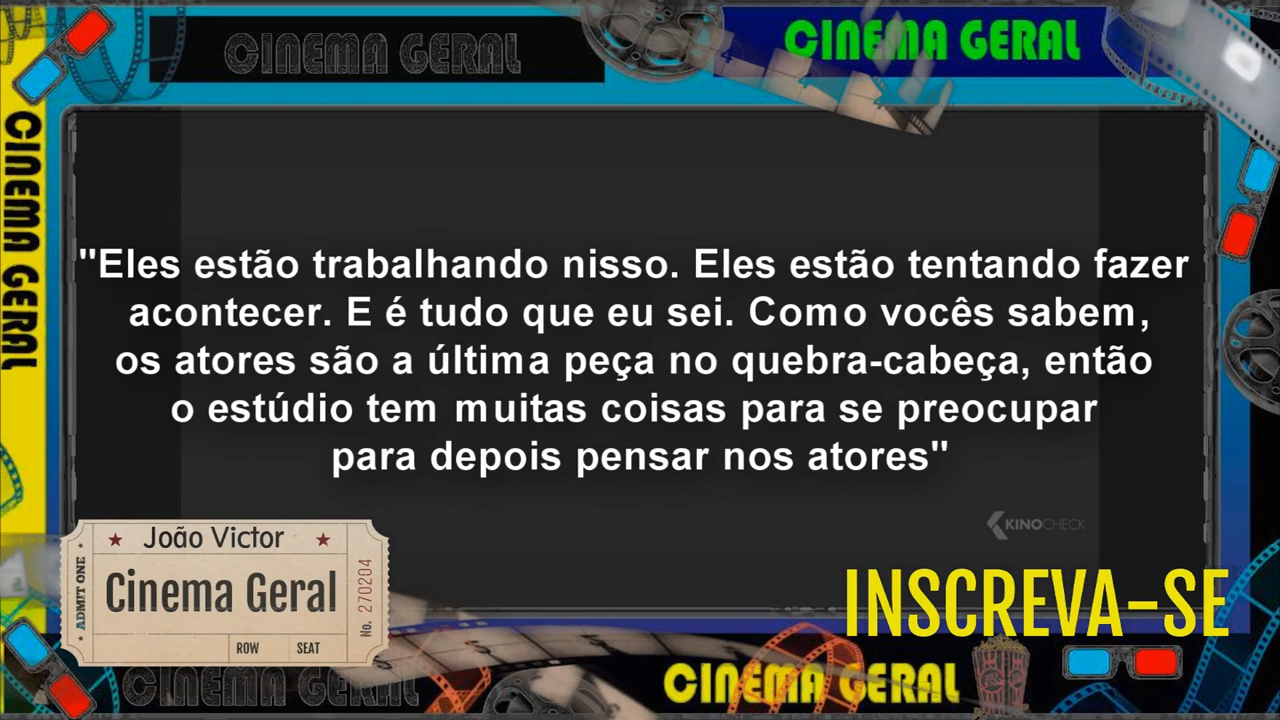 CINEMA GERAL
CINEMA GERAL
CINEMA GERAL
"Eles estão trabalhando nisso. Eles estão tentando fazer
acontecer. E é tudo que eu sei. Como vocês sabem,
os atores são a última peça no quebra-cabeça, então
o estúdio tem muitas coisas para se preocupar
para depois pensar nos atores"
KINOCHECK
João Victor
ADMIT ONE
Cinema Geral
No. 270204
ROW
SEAT
INSCREVA-SE
CINEMA GERAL
CINEMA GERAL